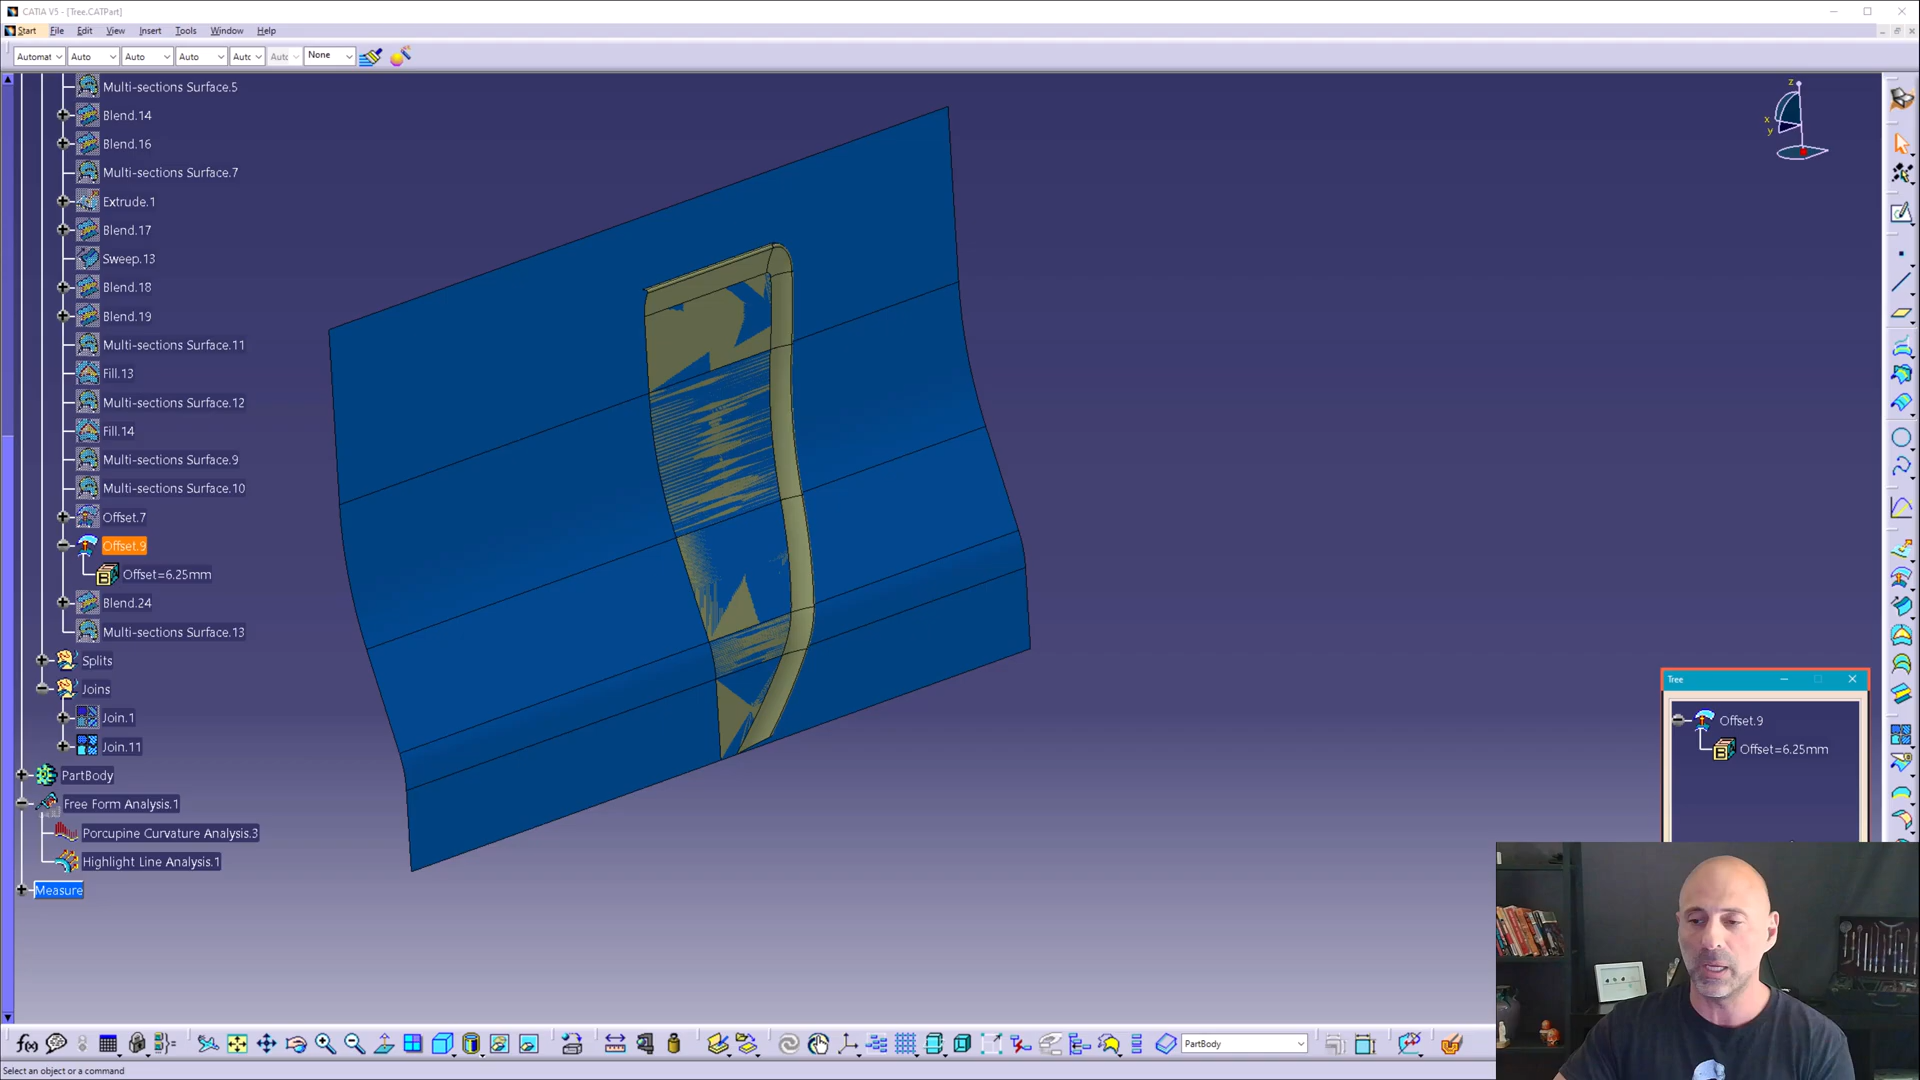 CATIA V5 - [Tree.CATPart]
Start File Edit View Insert Tools Window Help
Automat Auto Auto Auto Auto Auto None
Multi-sections Surface.5
Blend.14
Blend.16
Multi-sections Surface.7
Extrude.1
Blend.17
Sweep.13
Blend.18
Blend.19
Multi-sections Surface.11
Fill.13
Multi-sections Surface.12
Fill.14
Multi-sections Surface.9
Multi-sections Surface.10
Offset.7
Offset.9
Offset=6.25mm
Blend.24
Multi-sections Surface.13
Splits
Joins
Join.1
Join.11
PartBody
Free Form Analysis.1
Porcupine Curvature Analysis.3
Highlight Line Analysis.1
Measure
z
x
y
Tree
Offset.9
Offset=6.25mm
PartBody
Select an object or a command